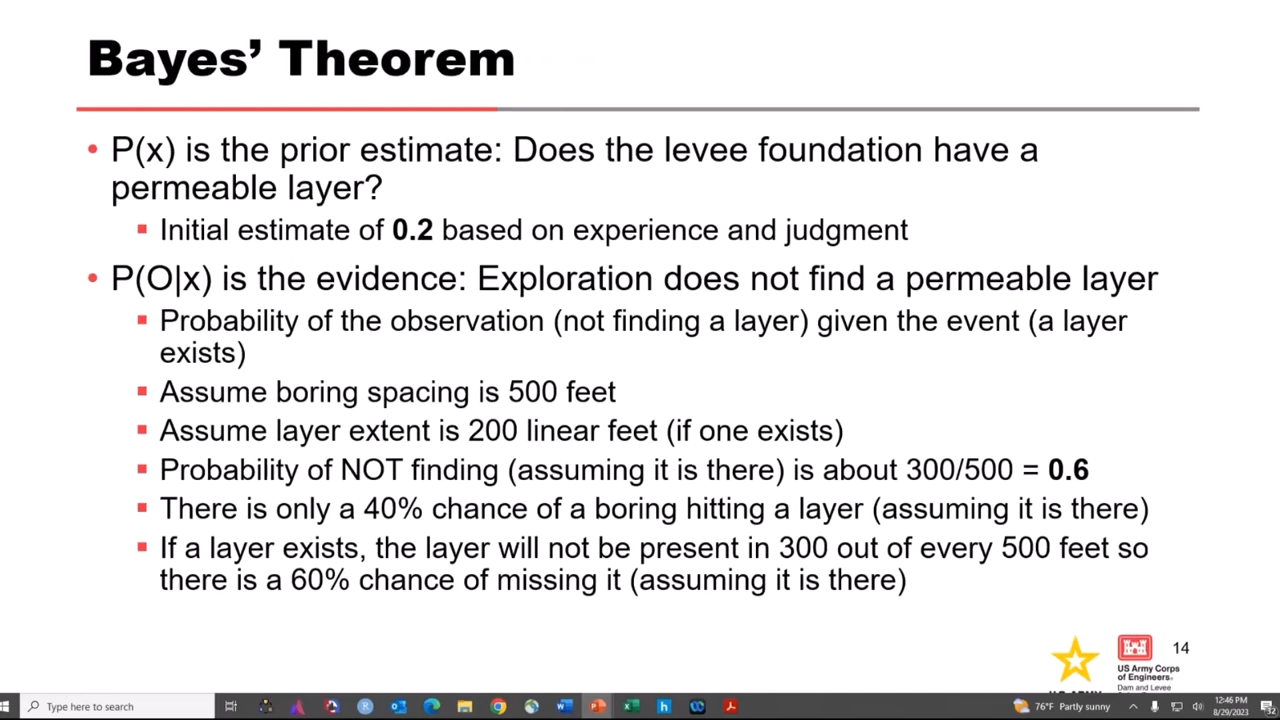 Bayes’ Theorem
• P(x) is the prior estimate: Does the levee foundation have a
permeable layer?
▪ Initial estimate of 0.2 based on experience and judgment
• P(O|x) is the evidence: Exploration does not find a permeable layer
▪ Probability of the observation (not finding a layer) given the event (a layer
exists)
▪ Assume boring spacing is 500 feet
▪ Assume layer extent is 200 linear feet (if one exists)
▪ Probability of NOT finding (assuming it is there) is about 300/500 = 0.6
▪ There is only a 40% chance of a boring hitting a layer (assuming it is there)
▪ If a layer exists, the layer will not be present in 300 out of every 500 feet so
there is a 60% chance of missing it (assuming it is there)
14
US Army Corps
of Engineers®
Dam and Levee
U.S. ARMY
Type here to search
76°F Partly sunny
12:46 PM
8/29/2023